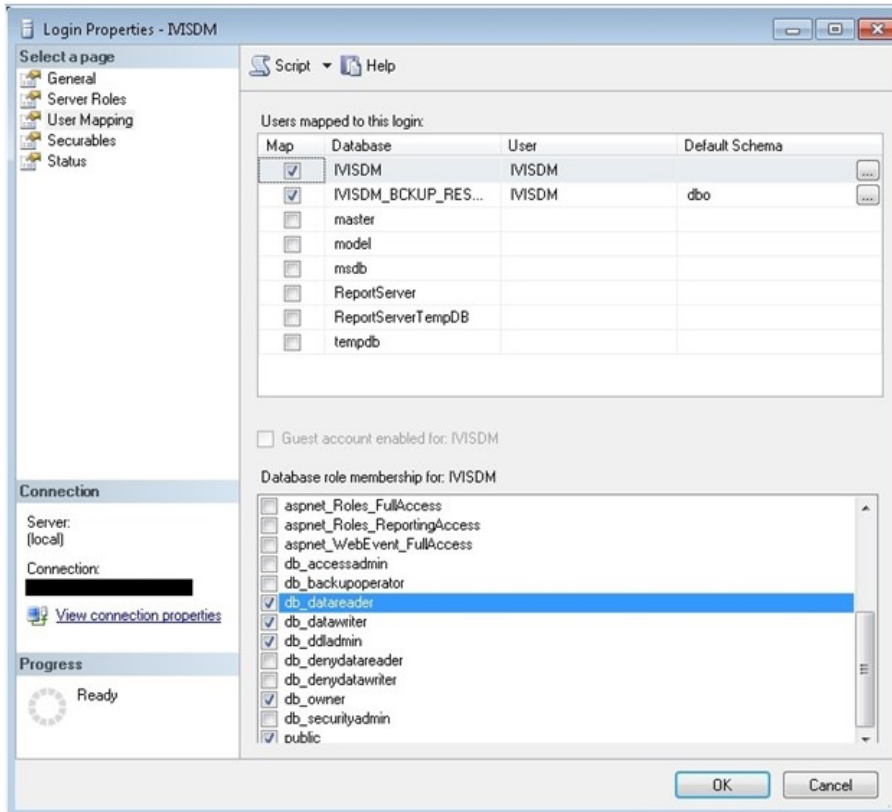 Login Properties - IVISDM
Select a page
General
Server Roles
User Mapping
Securables
Status
Script Help
Users mapped to this login:
Map Database User Default Schema
IVISDM IVISDM ...
IVISDM_BCKUP_RES... IVISDM dbo ...
master
model
msdb
ReportServer
ReportServerTempDB
tempdb
Guest account enabled for: IVISDM
Database role membership for: IVISDM
aspnet_Roles_FullAccess
aspnet_Roles_ReportingAccess
aspnet_WebEvent_FullAccess
db_accessadmin
db_backupoperator
db_datareader
db_datawriter
db_ddladmin
db_denydatareader
db_denydatawriter
db_owner
db_securityadmin
public
Connection
Server:
(local)
Connection:
View connection properties
Progress
Ready
OK Cancel